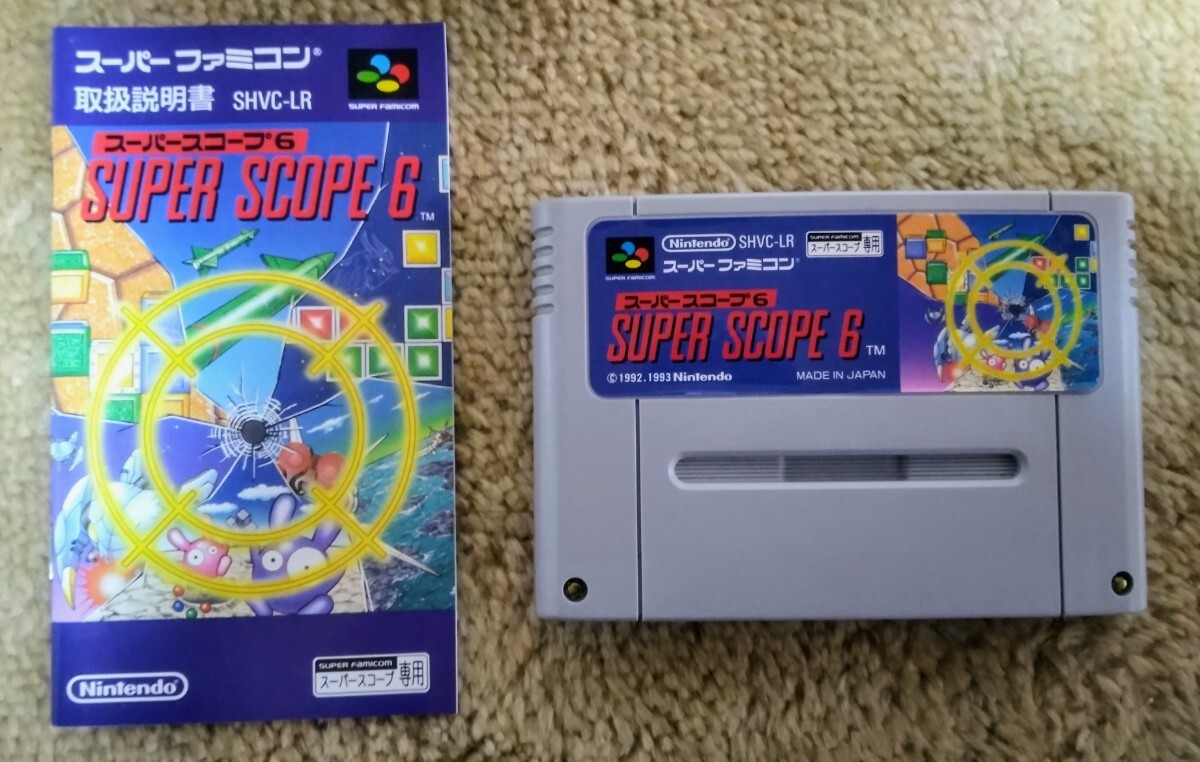 スーパーファミコン®
取扱説明書 SHVC-LR
SUPER FAMICOM
スーパースコープ6
SUPER SCOPE 6 TM
Nintendo
SUPER FAMICOM
スーパースコープ 専用
SUPER FAMICOM
Nintendo SHVC-LR
スーパーファミコン®
SUPER FAMICOM
スーパースコープ 専用
スーパースコープ6
SUPER SCOPE 6 TM
©1992,1993 Nintendo MADE IN JAPAN